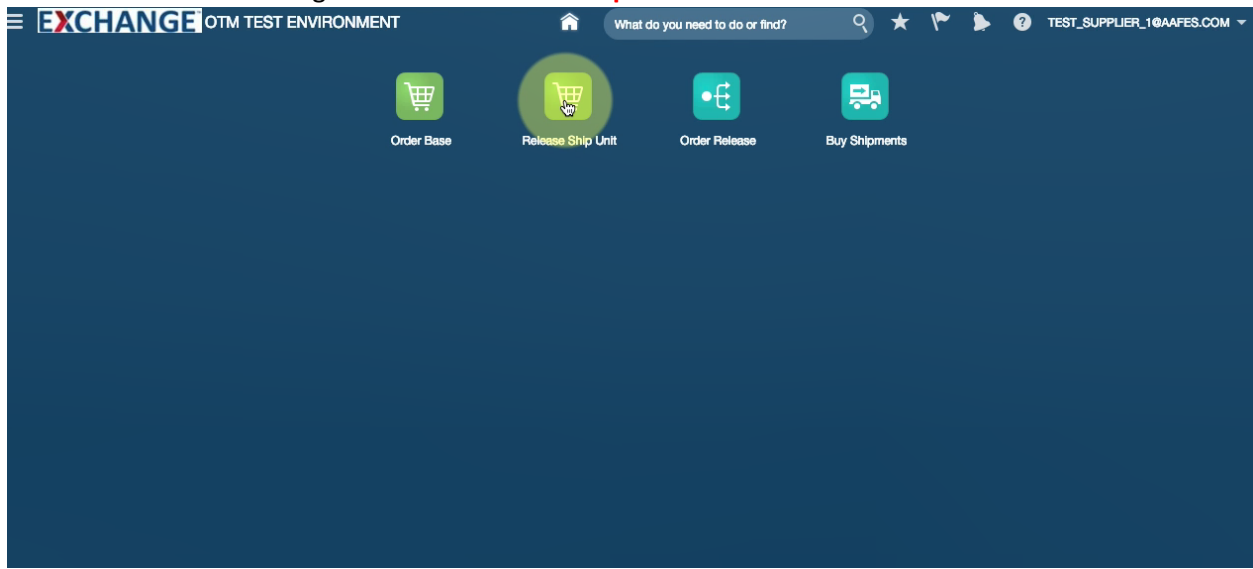 EXCHANGE OTM TEST ENVIRONMENT What do you need to do or find? ? TEST_SUPPLIER_1@AAFES.COM
Order Base Release Ship Unit Order Release Buy Shipments